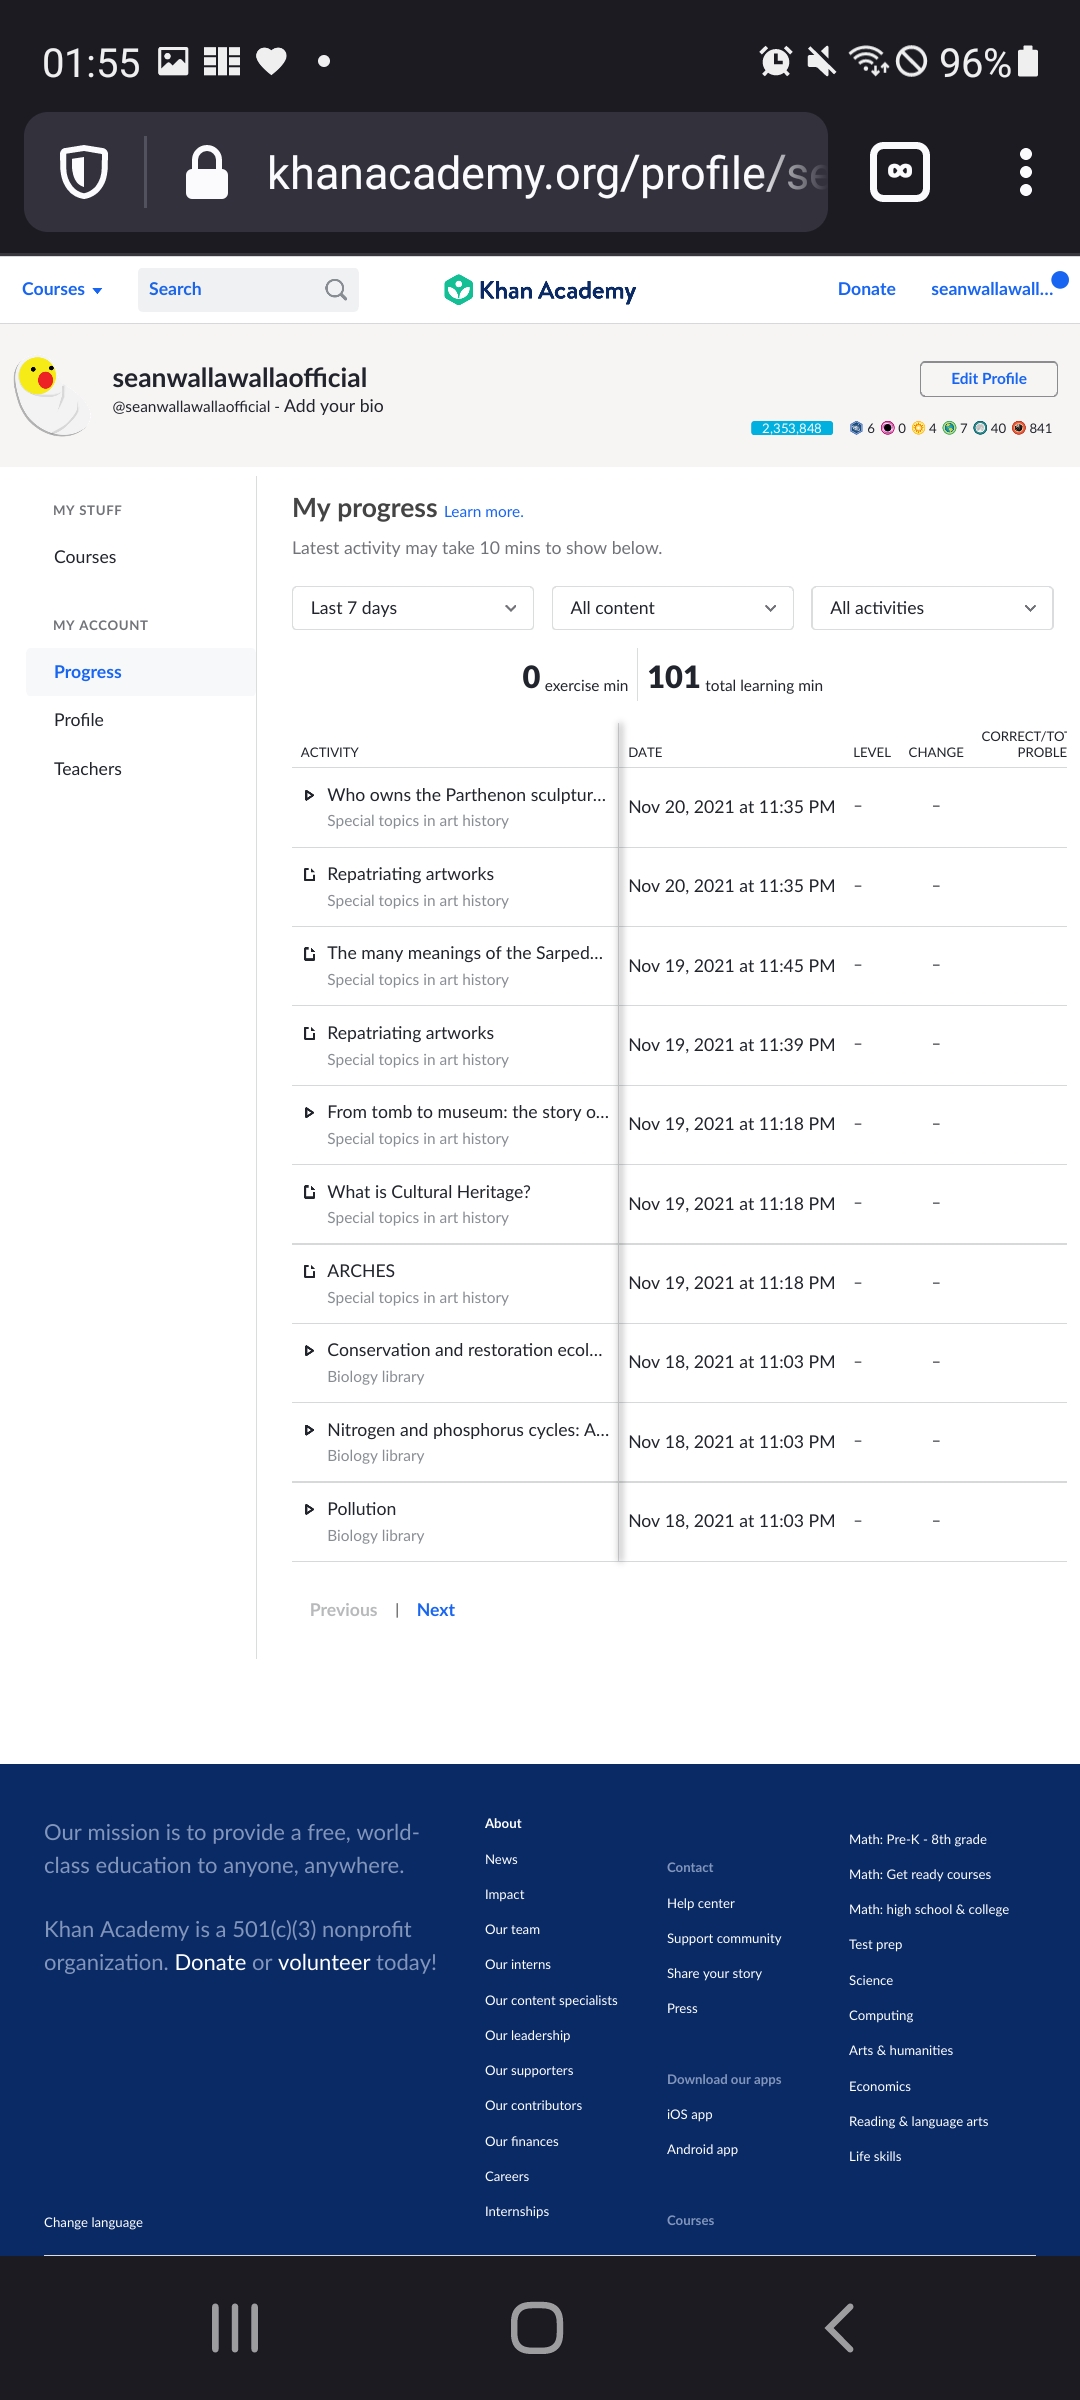 01:55
96%
khanacademy.org/profile/se
Courses
Search
Khan Academy
Donate
seanwallawall...
seanwallawallaofficial
@seanwallawallaofficial - Add your bio
Edit Profile
2,353,848 6 0 4 7 40 841
MY STUFF
Courses
MY ACCOUNT
Progress
Profile
Teachers
My progress Learn more.
Latest activity may take 10 mins to show below.
Last 7 days
All content
All activities
0 exercise min
101 total learning min
ACTIVITY DATE LEVEL CHANGE CORRECT/TOT
PROBLE
Who owns the Parthenon sculptur...
Special topics in art history
Nov 20, 2021 at 11:35 PM – –
Repatriating artworks
Special topics in art history
Nov 20, 2021 at 11:35 PM – –
The many meanings of the Sarped...
Special topics in art history
Nov 19, 2021 at 11:45 PM – –
Repatriating artworks
Special topics in art history
Nov 19, 2021 at 11:39 PM – –
From tomb to museum: the story o...
Special topics in art history
Nov 19, 2021 at 11:18 PM – –
What is Cultural Heritage?
Special topics in art history
Nov 19, 2021 at 11:18 PM – –
ARCHES
Special topics in art history
Nov 19, 2021 at 11:18 PM – –
Conservation and restoration ecol...
Biology library
Nov 18, 2021 at 11:03 PM – –
Nitrogen and phosphorus cycles: A...
Biology library
Nov 18, 2021 at 11:03 PM – –
Pollution
Biology library
Nov 18, 2021 at 11:03 PM – –
Previous | Next
Our mission is to provide a free, world-
class education to anyone, anywhere.
Khan Academy is a 501(c)(3) nonprofit
organization. Donate or volunteer today!
Change language
About
News
Impact
Our team
Our interns
Our content specialists
Our leadership
Our supporters
Our contributors
Our finances
Careers
Internships
Contact
Help center
Support community
Share your story
Press
Download our apps
iOS app
Android app
Courses
Math: Pre-K - 8th grade
Math: Get ready courses
Math: high school & college
Test prep
Science
Computing
Arts & humanities
Economics
Reading & language arts
Life skills